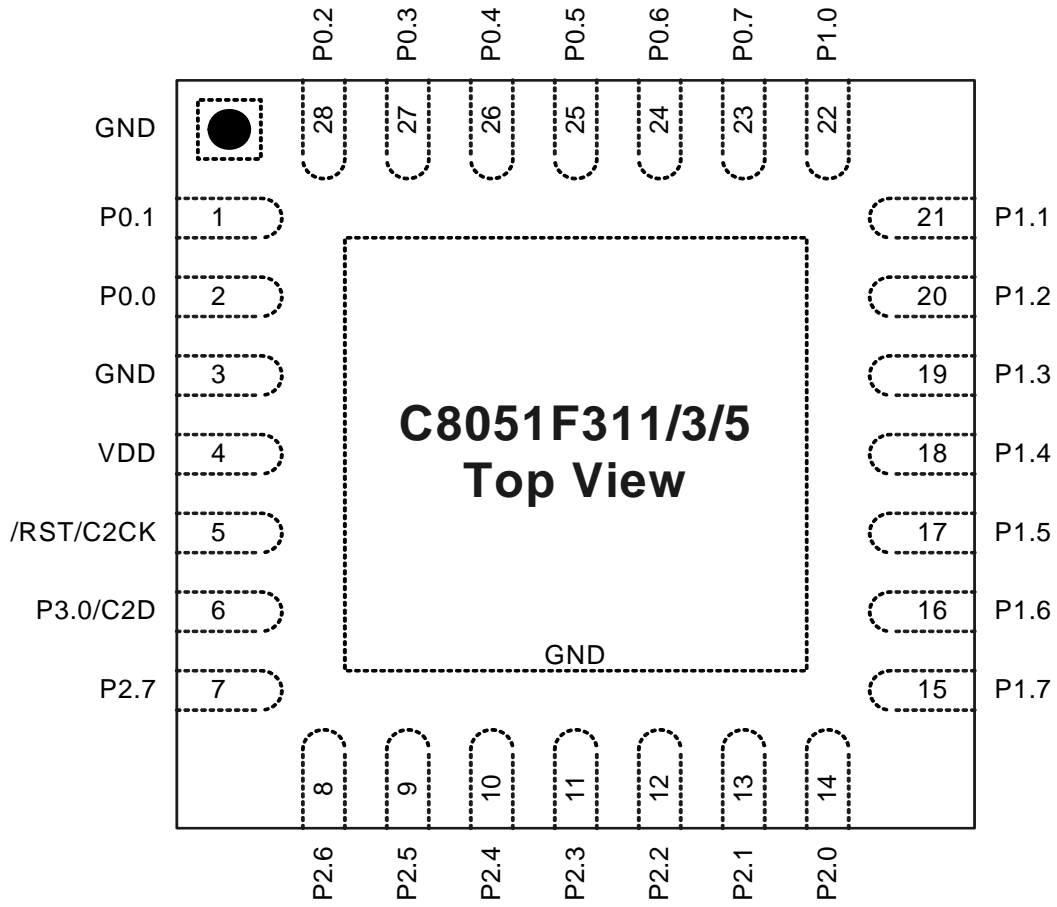 P0.2 P0.3 P0.4 P0.5 P0.6 P0.7 P1.0
28 27 26 25 24 23 22
GND
P0.1 1 21 P1.1
P0.0 2 20 P1.2
GND 3 19 P1.3
C8051F311/3/5
VDD 4 18 P1.4
Top View
/RST/C2CK 5 17 P1.5
P3.0/C2D 6 16 P1.6
GND
P2.7 7 15 P1.7
8 9 10 11 12 13 14
P2.6 P2.5 P2.4 P2.3 P2.2 P2.1 P2.0